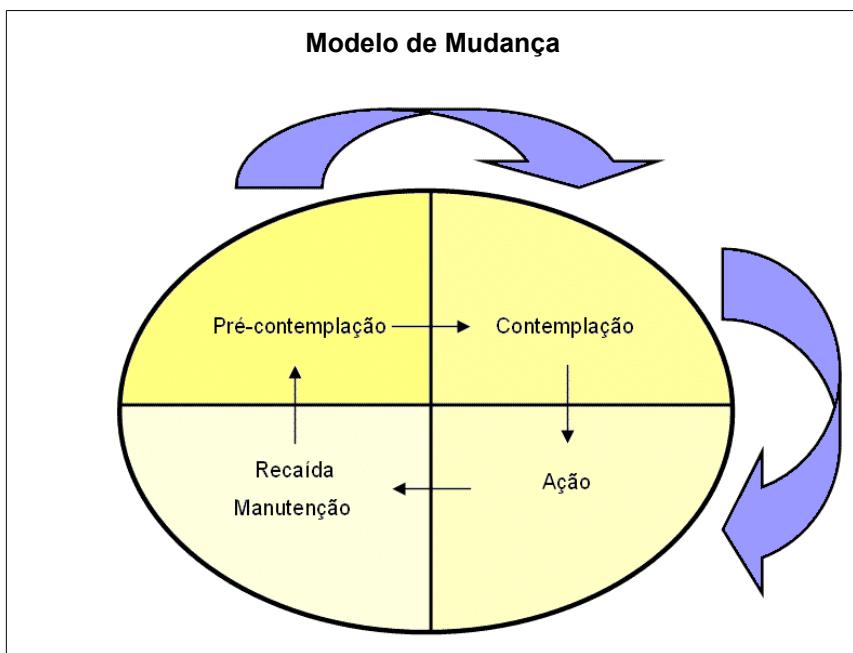 Modelo de Mudança
Pré-contemplação
Contemplação
Recaída
Manutenção
Ação